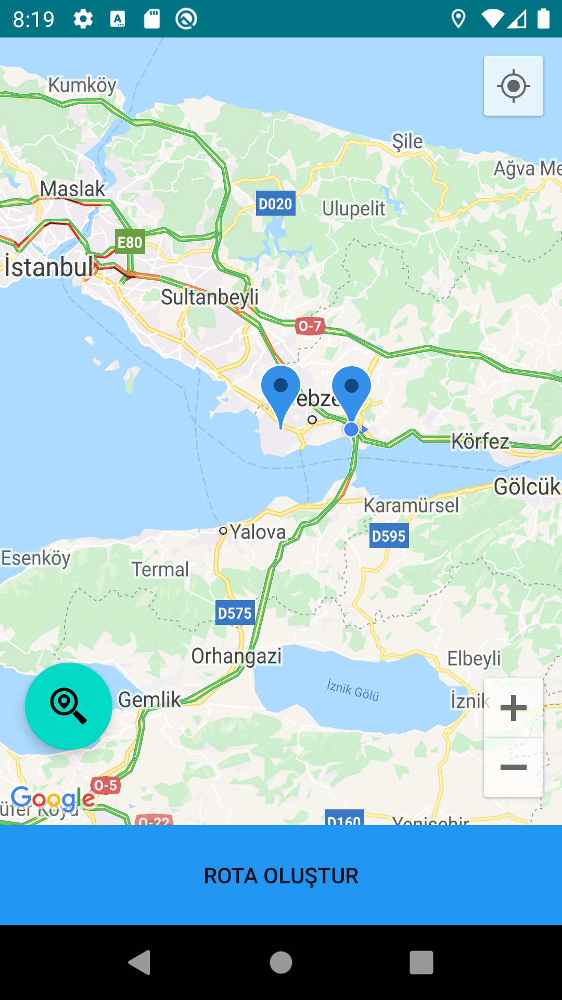 8:19
Kumköy
Şile
Ağva Me
Maslak
D020
Ulupelit
E80
İstanbul
Sultanbeyli
O-7
ebze
Körfez
Gölcük
Karamürsel
Yalova
D595
Esenköy
Termal
D575
Orhangazi
Elbeyli
İznik Gölü
Gemlik
İznik
O-5
Google
üfer Köyü
O-22
D160
Yenişehir
ROTA OLUŞTUR